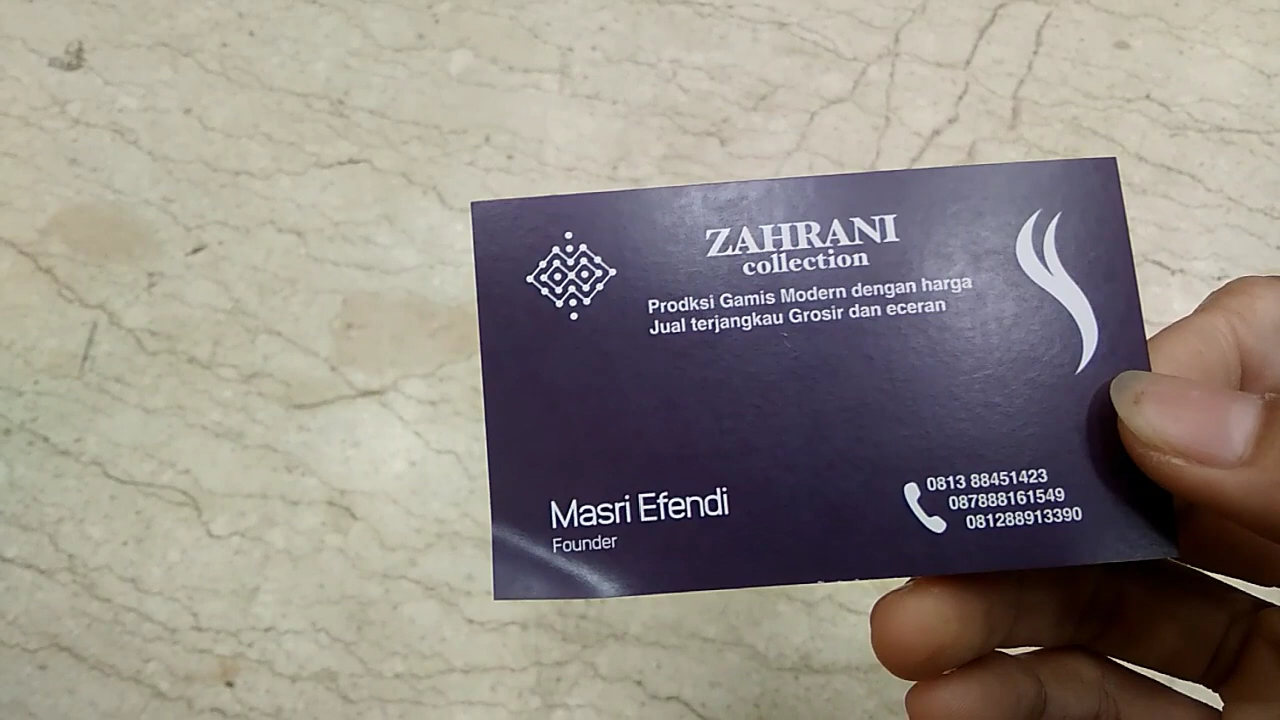 ZAHRANI
collection
Prodksi Gamis Modern dengan harga
Jual terjangkau Grosir dan eceran
Masri Efendi
Founder
0813 88451423
087888161549
081288913390